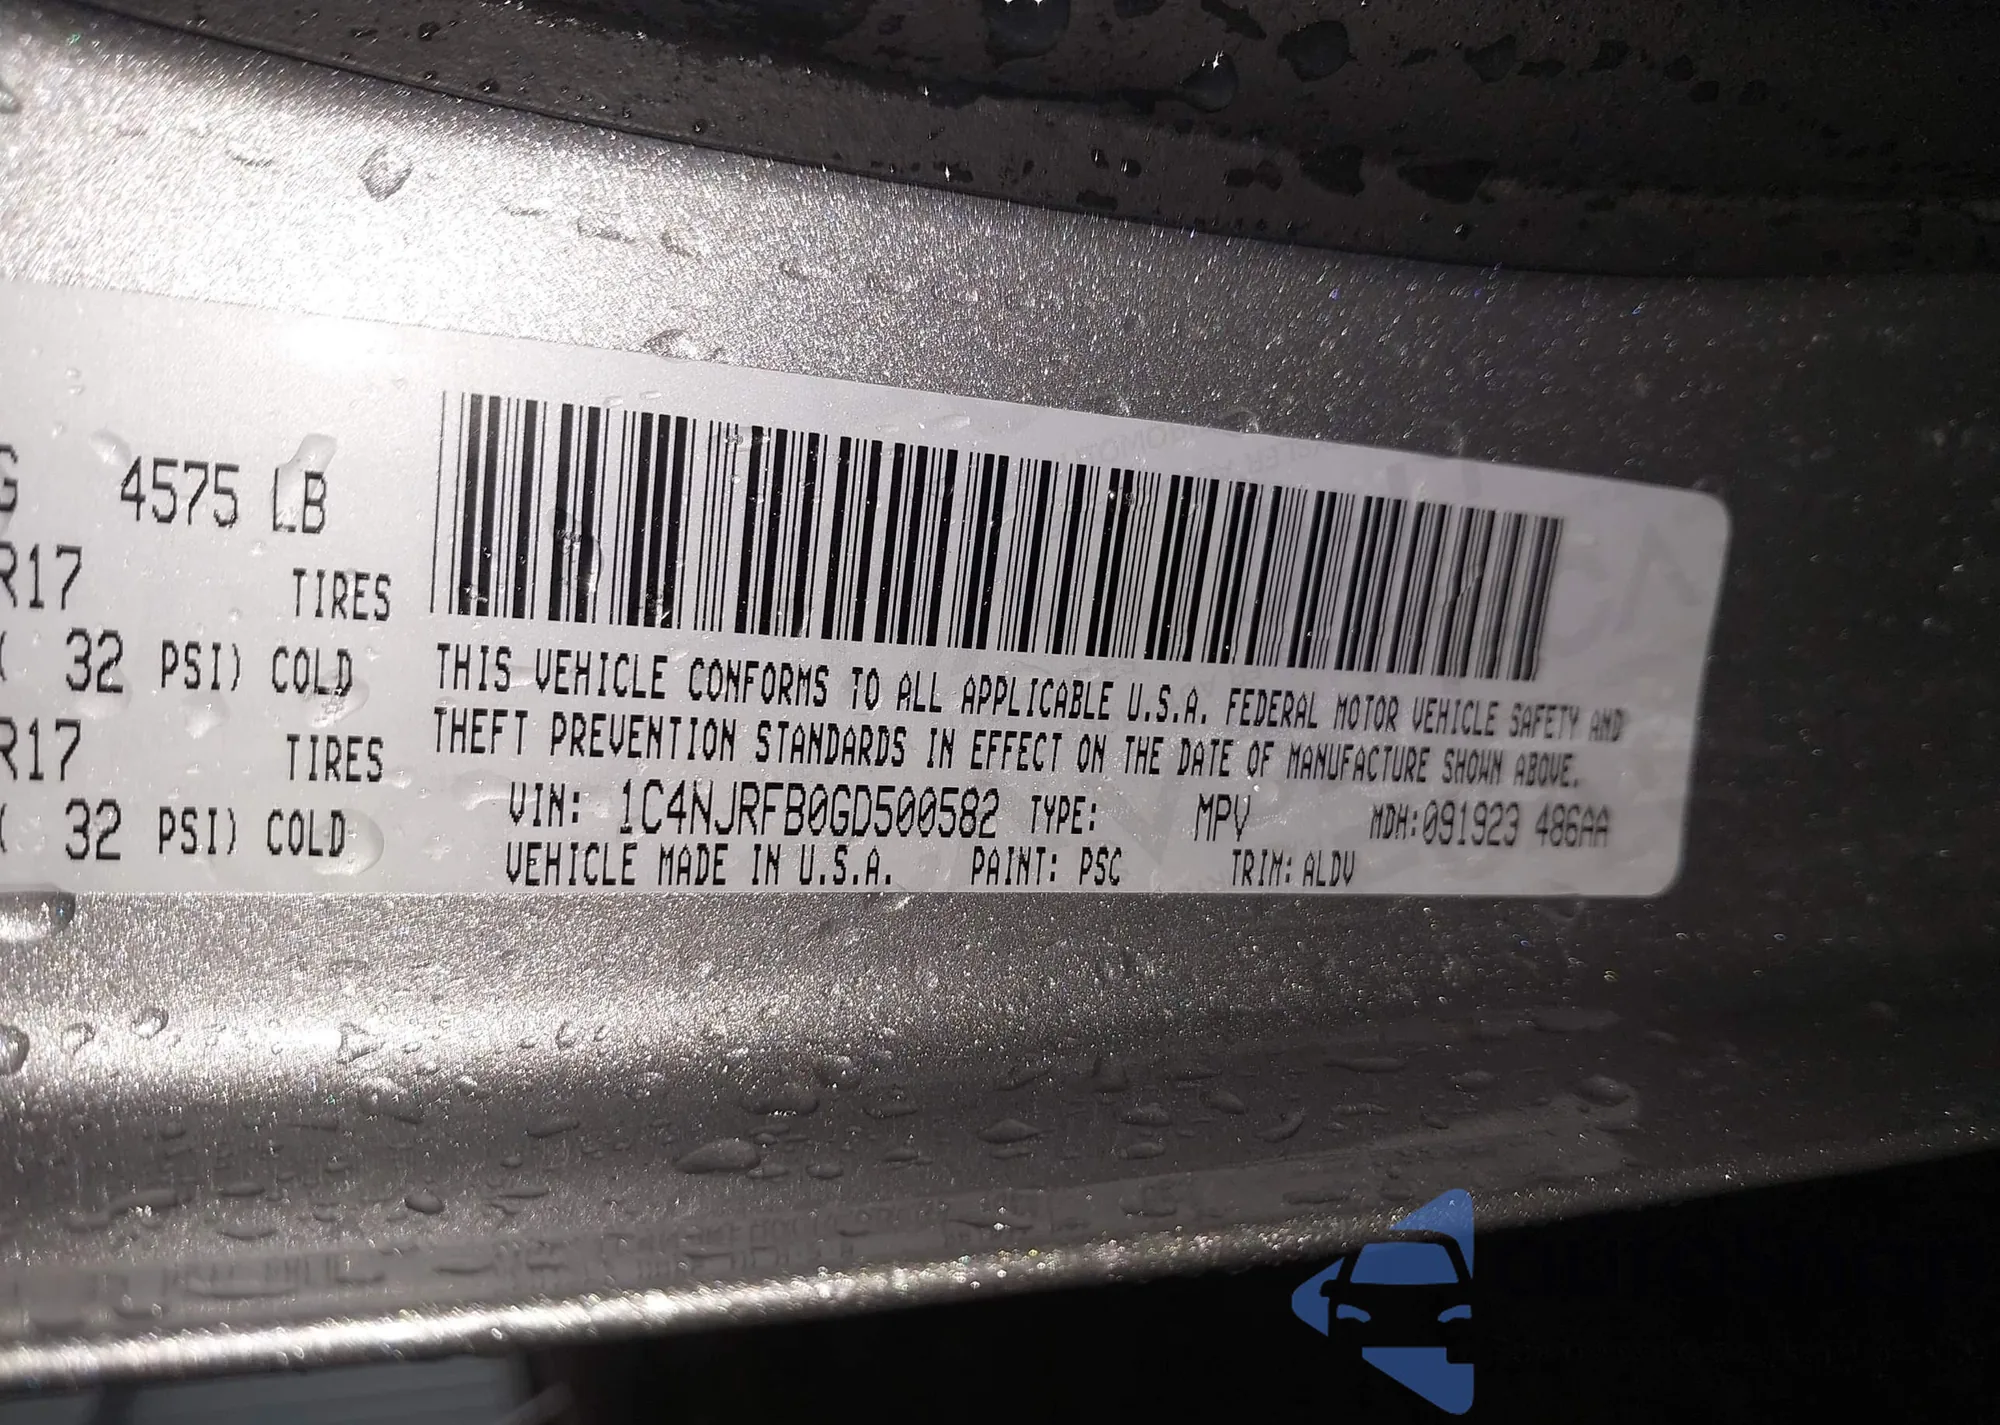 G 4575 LB
R17 TIRES
( 32 PSI) COLD
R17 TIRES
( 32 PSI) COLD
THIS VEHICLE CONFORMS TO ALL APPLICABLE U.S.A. FEDERAL MOTOR VEHICLE SAFETY AND
THEFT PREVENTION STANDARDS IN EFFECT ON THE DATE OF MANUFACTURE SHOWN ABOVE.
VIN: 1C4NJRFB0GD500582 TYPE: MPV MDH:091923 486AA
VEHICLE MADE IN U.S.A. PAINT: PSC TRIM: ALDV